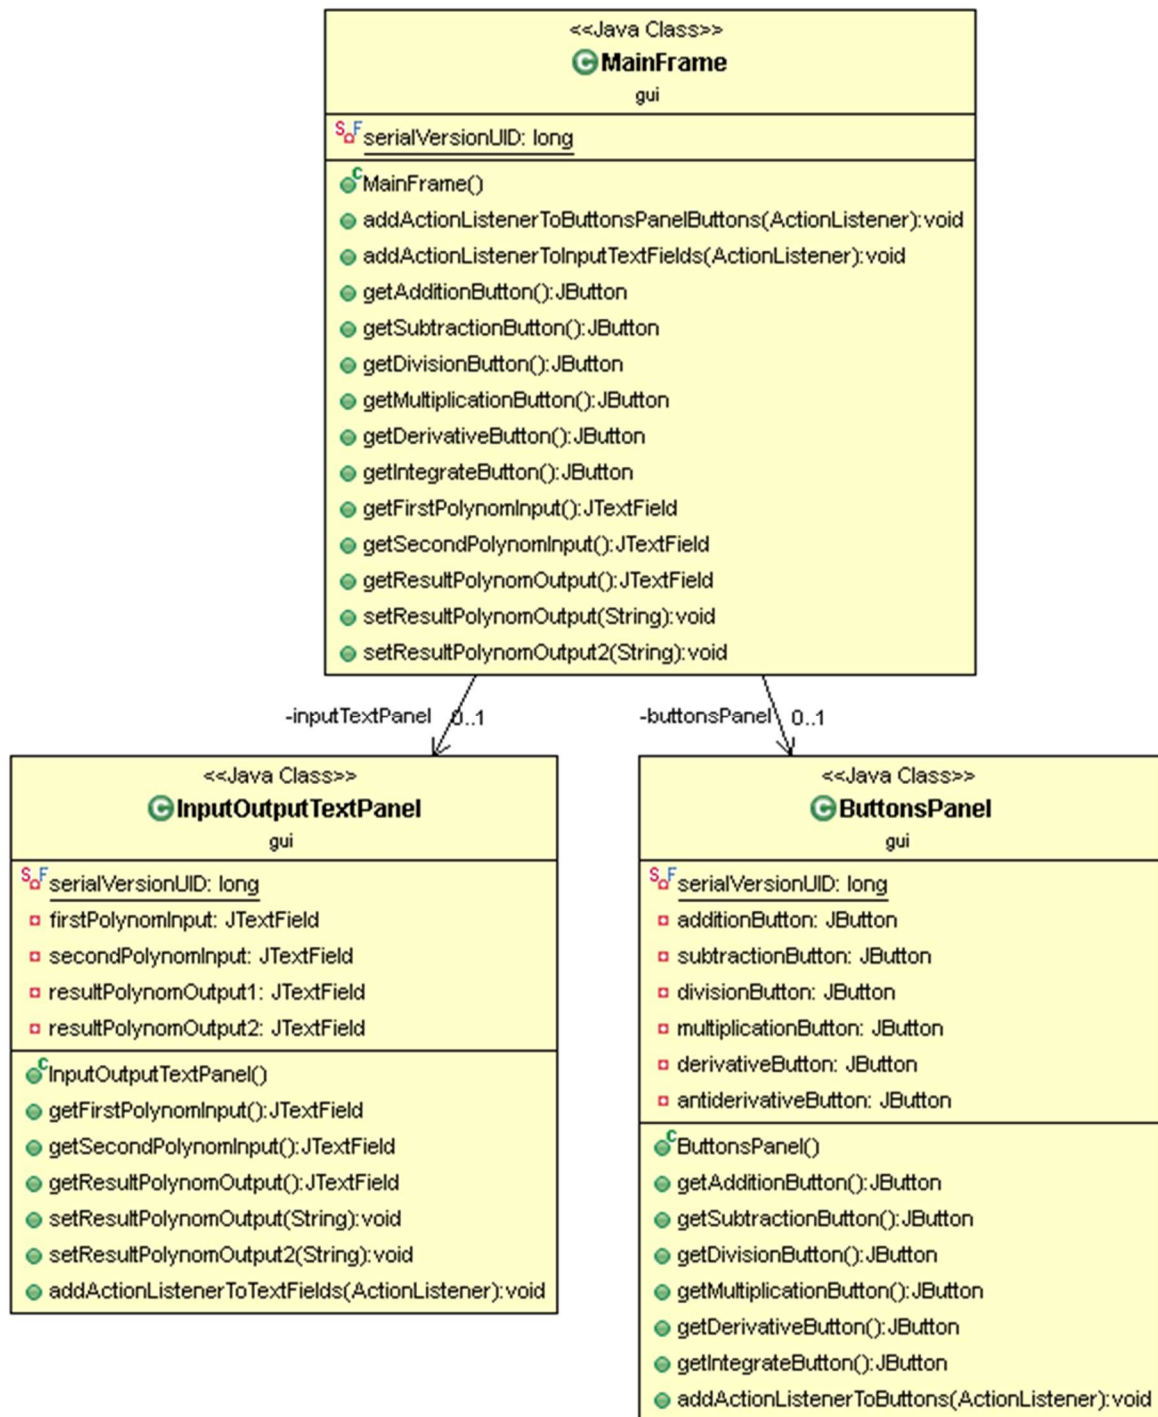 <<Java Class>>
MainFrame
gui
serialVersionUID: long
MainFrame()
addActionListenerToButtonsPanelButtons(ActionListener):void
addActionListenerToInputTextFields(ActionListener):void
getAdditionButton():JButton
getSubtractionButton():JButton
getDivisionButton():JButton
getMultiplicationButton():JButton
getDerivativeButton():JButton
getIntegrateButton():JButton
getFirstPolynomInput():JTextField
getSecondPolynomInput():JTextField
getResultPolynomOutput():JTextField
setResultPolynomOutput(String):void
setResultPolynomOutput2(String):void
-inputTextPanel 0..1
-buttonsPanel 0..1
<<Java Class>>
InputOutputTextPanel
gui
serialVersionUID: long
firstPolynomInput: JTextField
secondPolynomInput: JTextField
resultPolynomOutput1: JTextField
resultPolynomOutput2: JTextField
InputOutputTextPanel()
getFirstPolynomInput():JTextField
getSecondPolynomInput():JTextField
getResultPolynomOutput():JTextField
setResultPolynomOutput(String):void
setResultPolynomOutput2(String):void
addActionListenerToTextFields(ActionListener):void
<<Java Class>>
ButtonsPanel
gui
serialVersionUID: long
additionButton: JButton
subtractionButton: JButton
divisionButton: JButton
multiplicationButton: JButton
derivativeButton: JButton
antiderivativeButton: JButton
ButtonsPanel()
getAdditionButton():JButton
getSubtractionButton():JButton
getDivisionButton():JButton
getMultiplicationButton():JButton
getDerivativeButton():JButton
getIntegrateButton():JButton
addActionListenerToButtons(ActionListener):void